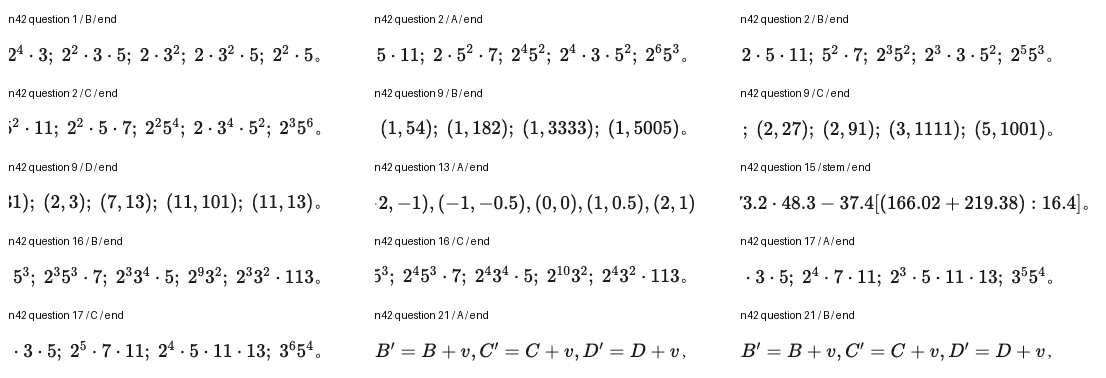 n42 question 1 / B / end
n42 question 2 / A / end
n42 question 2 / B / end
2⁴ · 3; 2² · 3 · 5; 2 · 3²; 2 · 3² · 5; 2² · 5。
5 · 11; 2 · 5² · 7; 2⁴5²; 2⁴ · 3 · 5²; 2⁶5³。
2 · 5 · 11; 5² · 7; 2³5²; 2³ · 3 · 5²; 2⁵5³。
n42 question 2 / C / end
n42 question 9 / B / end
n42 question 9 / C / end
5² · 11; 2² · 5 · 7; 2²5⁴; 2 · 3⁴ · 5²; 2³5⁶。
(1, 54); (1, 182); (1, 3333); (1, 5005)。
; (2, 27); (2, 91); (3, 1111); (5, 1001)。
n42 question 9 / D / end
n42 question 13 / A / end
n42 question 15 / stem / end
1); (2, 3); (7, 13); (11, 101); (11, 13)。
2, −1), (−1, −0.5), (0, 0), (1, 0.5), (2, 1)
3.2 · 48.3 − 37.4[(166.02 + 219.38) : 16.4]。
n42 question 16 / B / end
n42 question 16 / C / end
n42 question 17 / A / end
5³; 2³5³ · 7; 2³3⁴ · 5; 2⁹3²; 2³3² · 113。
5³; 2⁴5³ · 7; 2⁴3⁴ · 5; 2¹⁰3²; 2⁴3² · 113。
· 3 · 5; 2⁴ · 7 · 11; 2³ · 5 · 11 · 13; 3⁵5⁴。
n42 question 17 / C / end
n42 question 21 / A / end
n42 question 21 / B / end
· 3 · 5; 2⁵ · 7 · 11; 2⁴ · 5 · 11 · 13; 3⁶5⁴。
B′ = B + v, C′ = C + v, D′ = D + v，
B′ = B + v, C′ = C + v, D′ = D + v，